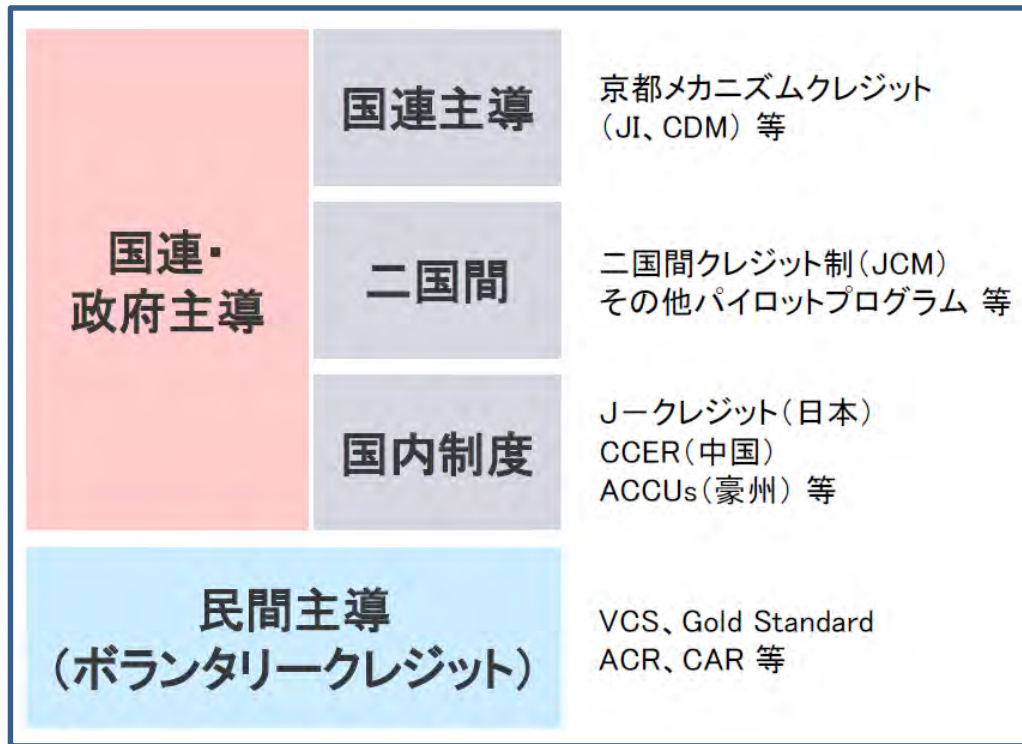 国連・
政府主導
国連主導
京都メカニズムクレジット
（JI、CDM）等
二国間
二国間クレジット制（JCM）
その他パイロットプログラム 等
国内制度
J－クレジット（日本）
CCER（中国）
ACCUs（豪州）等
民間主導
（ボランタリークレジット）
VCS、Gold Standard
ACR、CAR 等